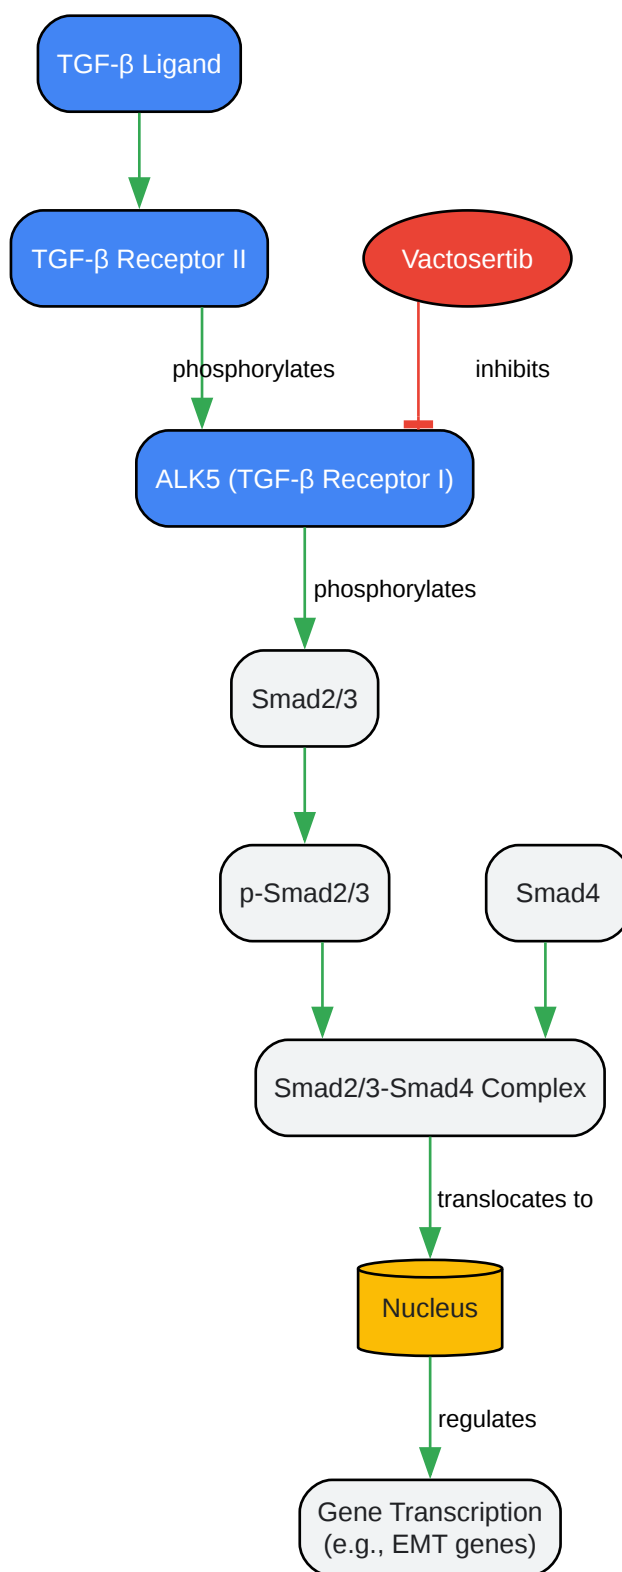 TGF-β Ligand
TGF-β Receptor II
Vactosertib
phosphorylates
inhibits
ALK5 (TGF-β Receptor I)
phosphorylates
Smad2/3
p-Smad2/3
Smad4
Smad2/3-Smad4 Complex
translocates to
Nucleus
regulates
Gene Transcription
(e.g., EMT genes)